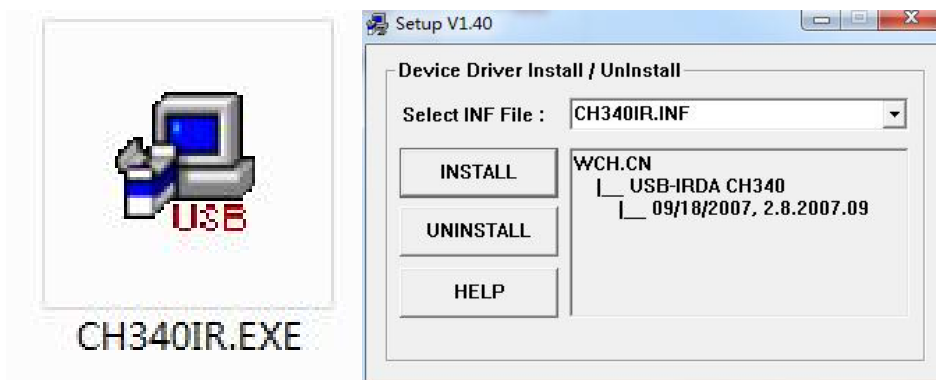 USB
CH340IR.EXE
Setup V1.40
Device Driver Install / UnInstall
Select INF File : CH340IR.INF
INSTALL
UNINSTALL
HELP
WCH.CN
|__ USB-IRDA CH340
|__ 09/18/2007, 2.8.2007.09